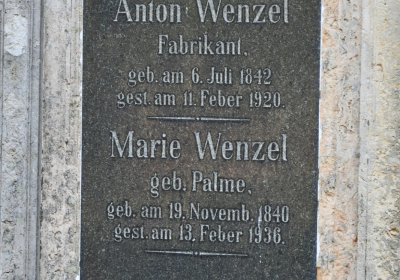 Anton Wenzel
Fabrikant,
geb. am 6. Juli 1842
gest. am 11. Feber 1920.
Marie Wenzel
geb. Palme,
geb. am 19. Novemb. 1840
gest. am 13. Feber 1936.